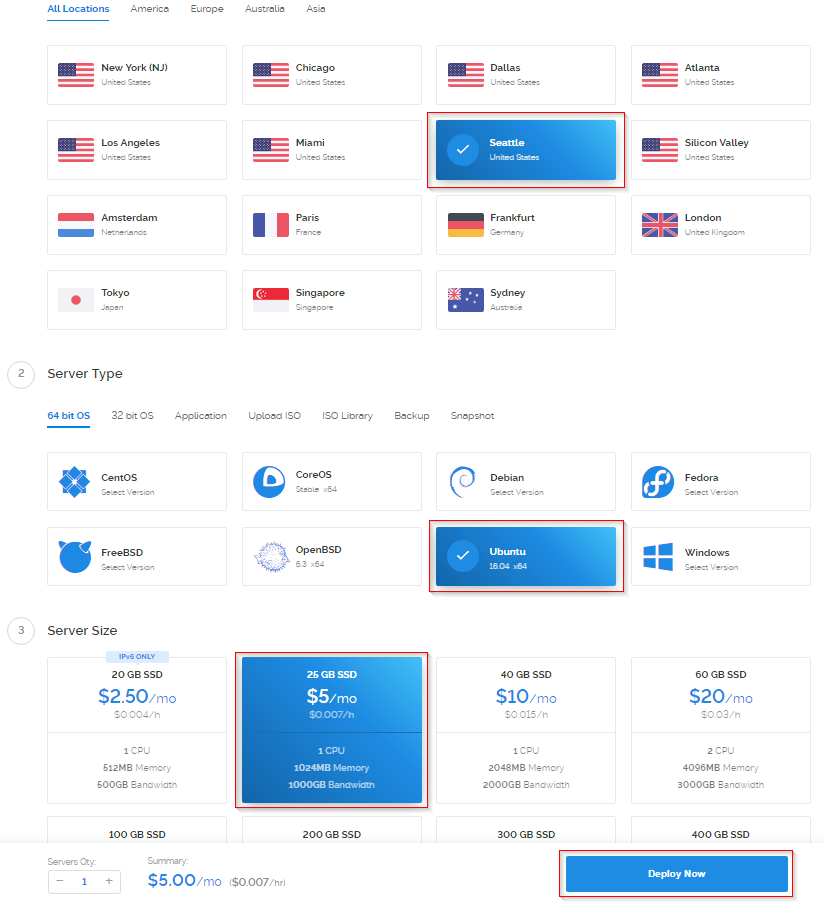 All Locations America Europe Australia Asia
New York (NJ) Chicago Dallas Atlanta
United States United States United States United States
Los Angeles Miami Seattle Silicon Valley
United States United States United States United States
Amsterdam Paris Frankfurt London
Netherlands France Germany United Kingdom
Tokyo Singapore Sydney
Japan Singapore Australia
2 Server Type
64 bit OS 32 bit OS Application Upload ISO ISO Library Backup Snapshot
CentOS CoreOS Debian Fedora
Select Version Stable x64 Select Version Select Version
FreeBSD OpenBSD Ubuntu Windows
Select Version 6.3 x64 16.04 x64 Select Version
3 Server Size
IPv6 ONLY
20 GB SSD 25 GB SSD 40 GB SSD 60 GB SSD
$2.50/mo $5/mo $10/mo $20/mo
$0.004/h $0.007/h $0.015/h $0.03/h
1 CPU 1 CPU 1 CPU 2 CPU
512MB Memory 1024MB Memory 2048MB Memory 4096MB Memory
500GB Bandwidth 1000GB Bandwidth 2000GB Bandwidth 3000GB Bandwidth
100 GB SSD 200 GB SSD 300 GB SSD 400 GB SSD
Servers Qty: Summary:
− 1 + $5.00/mo ($0.007/hr) Deploy Now